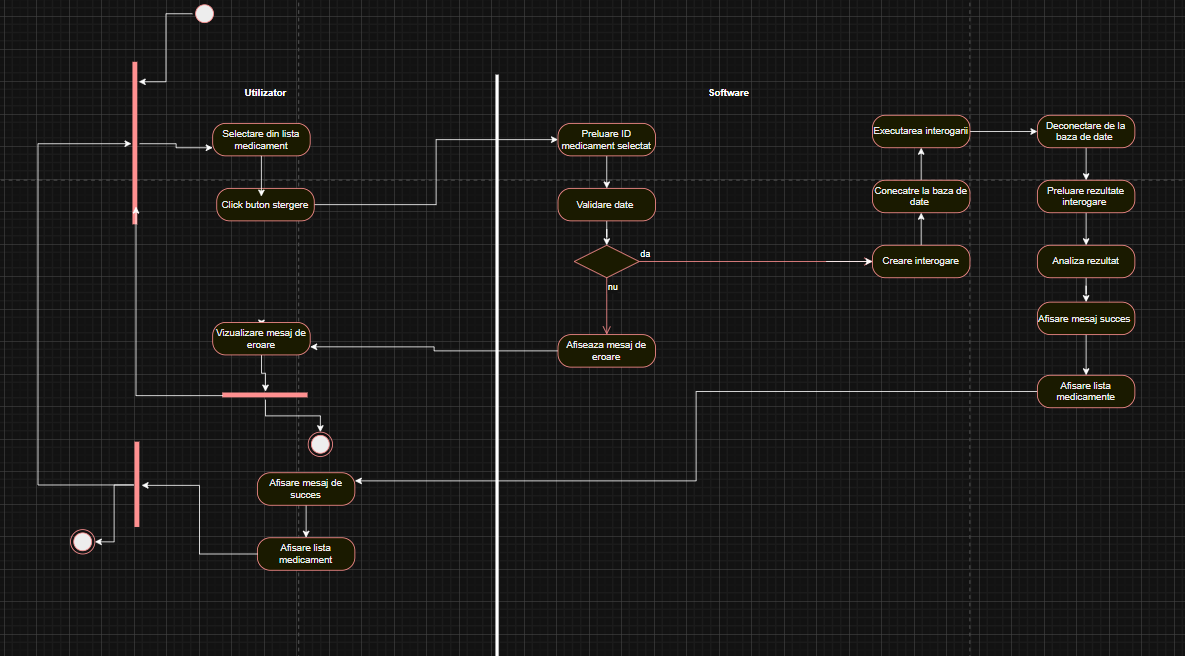 Utilizator
Software
Selectare din lista
medicament
Click buton stergere
Preluare ID
medicament selectat
Validare date
da
nu
Afiseaza mesaj de
eroare
Vizualizare mesaj de
eroare
Creare interogare
Conecatre la baza de
date
Executarea interogarii
Deconectare de la
baza de date
Preluare rezultate
interogare
Analiza rezultat
Afisare mesaj succes
Afisare lista
medicamente
Afisare mesaj de
succes
Afisare lista
medicament